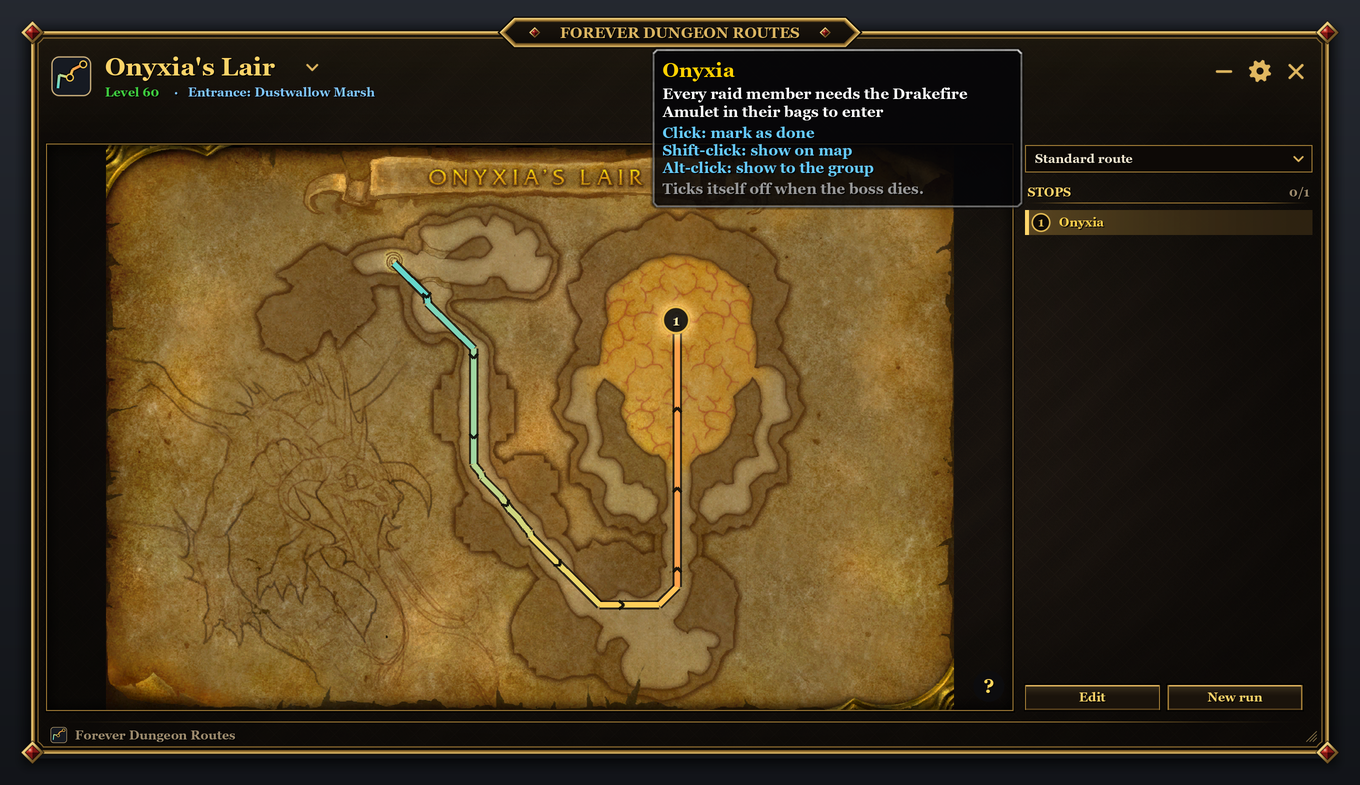 FOREVER DUNGEON ROUTES
Onyxia's Lair
Level 60 · Entrance: Dustwallow Marsh
Onyxia
Every raid member needs the Drakefire
Amulet in their bags to enter
Click: mark as done
Shift-click: show on map
Alt-click: show to the group
Ticks itself off when the boss dies.
ONYXIA'S LAIR
Standard route
STOPS 0/1
1 Onyxia
1
?
Edit New run
Forever Dungeon Routes